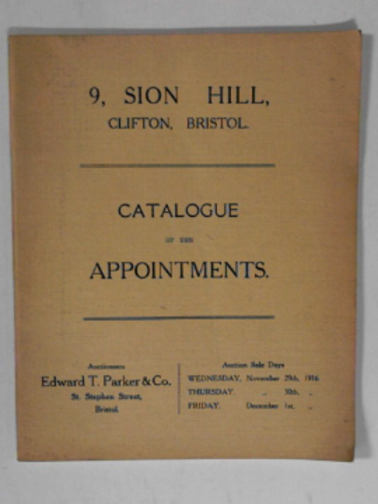 9, SION HILL,
CLIFTON, BRISTOL.
CATALOGUE
OF THE
APPOINTMENTS.
Auctioneers
Edward T. Parker & Co.
St. Stephen Street,
Bristol.
Auction Sale Days
WEDNESDAY, November 29th, 1916
THURSDAY. „ 30th, „
FRIDAY. December 1st, „